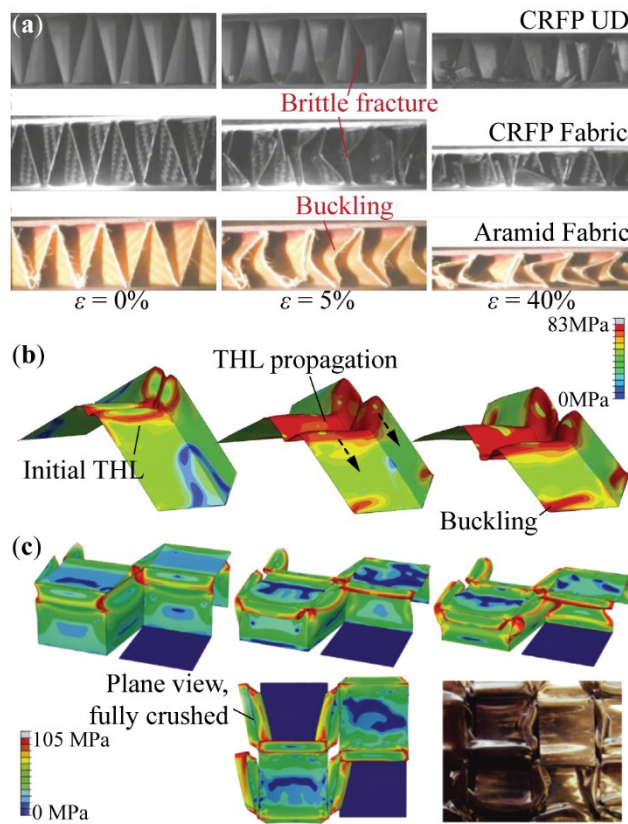 (a)
CRFP UD
Brittle fracture
CRFP Fabric
Buckling
Aramid Fabric
ε = 0%
ε = 5%
ε = 40%
83MPa
0MPa
(b)
THL propagation
Initial THL
Buckling
(c)
Plane view,
fully crushed
105 MPa
0 MPa